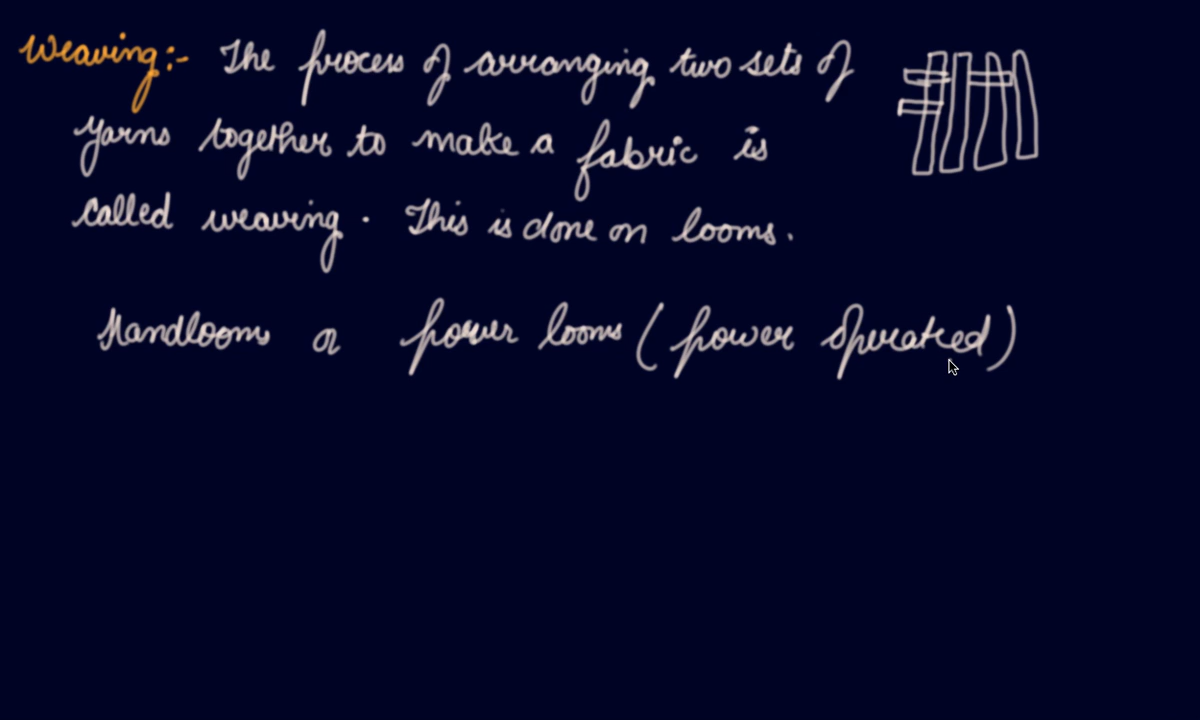 Weaving:- The process of arranging two sets of
yarns together to make a fabric is
called weaving. This is done on looms.
Handlooms or power looms (power operated)